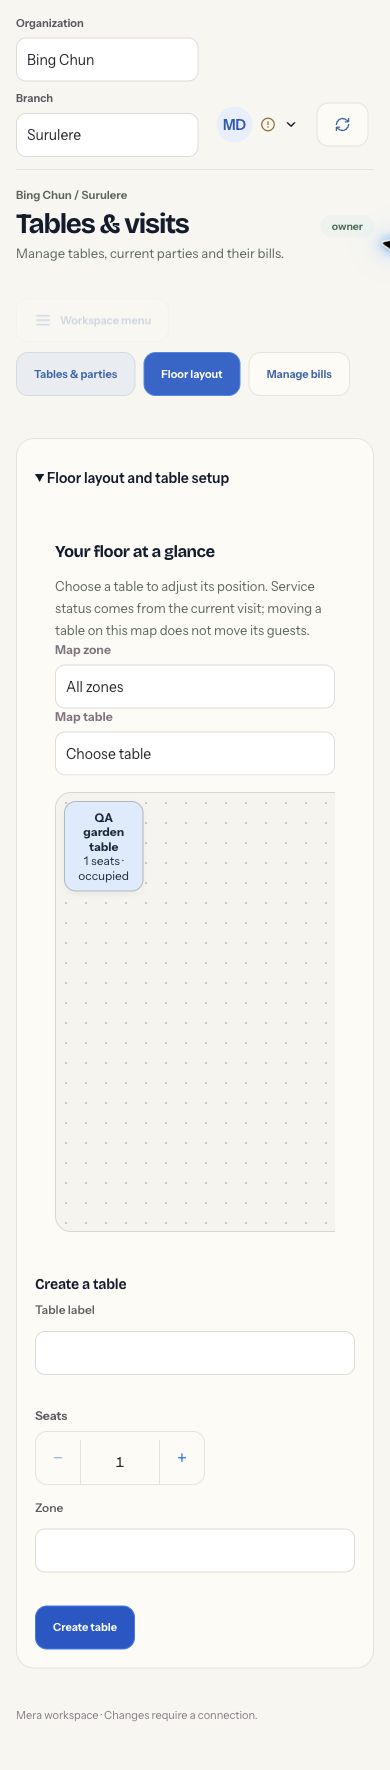 Organization
Bing Chun
Branch
Surulere
MD
Bing Chun / Surulere
Tables & visits
owner
Manage tables, current parties and their bills.
Workspace menu
Tables & parties
Floor layout
Manage bills
▼ Floor layout and table setup
Your floor at a glance
Choose a table to adjust its position. Service
status comes from the current visit; moving a
table on this map does not move its guests.
Map zone
All zones
Map table
Choose table
QA
garden
table
1 seats ·
occupied
Create a table
Table label
Seats
− 1 +
Zone
Create table
Mera workspace · Changes require a connection.